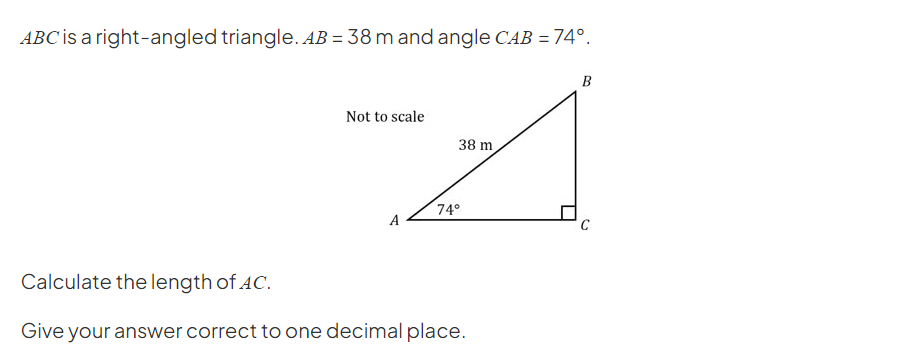 ABC is a right-angled triangle. AB = 38 m and angle CAB = 74°.
B
Not to scale
38 m
74°
A
C
Calculate the length of AC.
Give your answer correct to one decimal place.